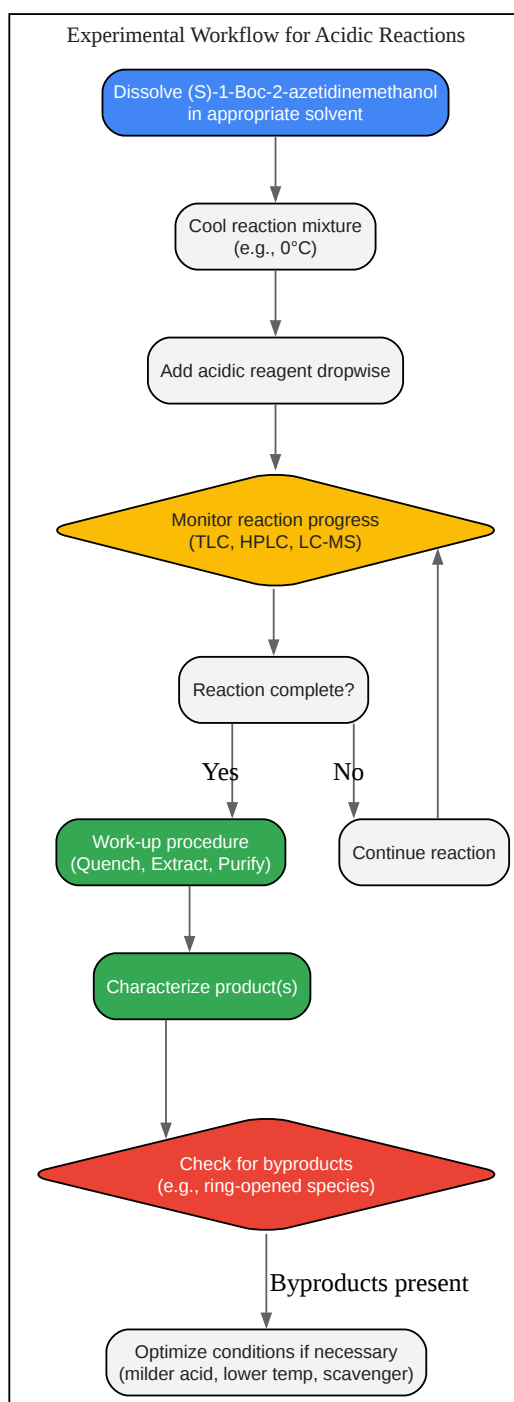 Experimental Workflow for Acidic Reactions
Dissolve (S)-1-Boc-2-azetidinemethanol
in appropriate solvent
Cool reaction mixture
(e.g., 0°C)
Add acidic reagent dropwise
Monitor reaction progress
(TLC, HPLC, LC-MS)
Reaction complete?
Yes
No
Work-up procedure
(Quench, Extract, Purify)
Continue reaction
Characterize product(s)
Check for byproducts
(e.g., ring-opened species)
Byproducts present
Optimize conditions if necessary
(milder acid, lower temp, scavenger)